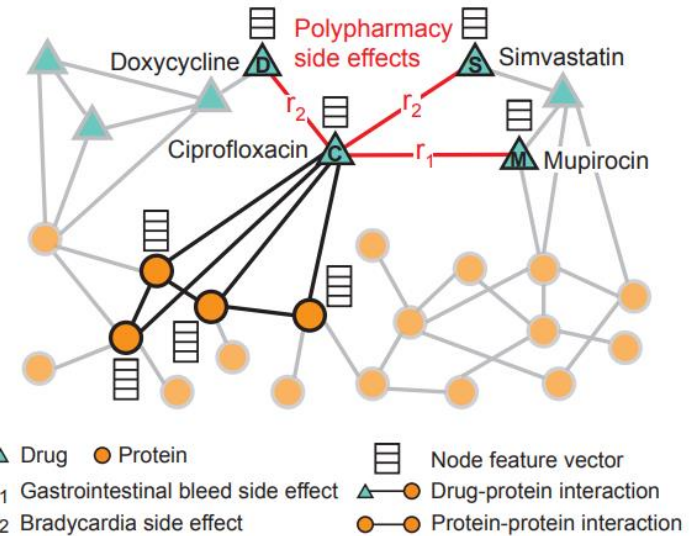 Polypharmacy
side effects
Doxycycline
D
S
Simvastatin
r2
r2
Ciprofloxacin
C
r1
M
Mupirocin
Drug
Protein
Node feature vector
1 Gastrointestinal bleed side effect
Drug-protein interaction
2 Bradycardia side effect
Protein-protein interaction